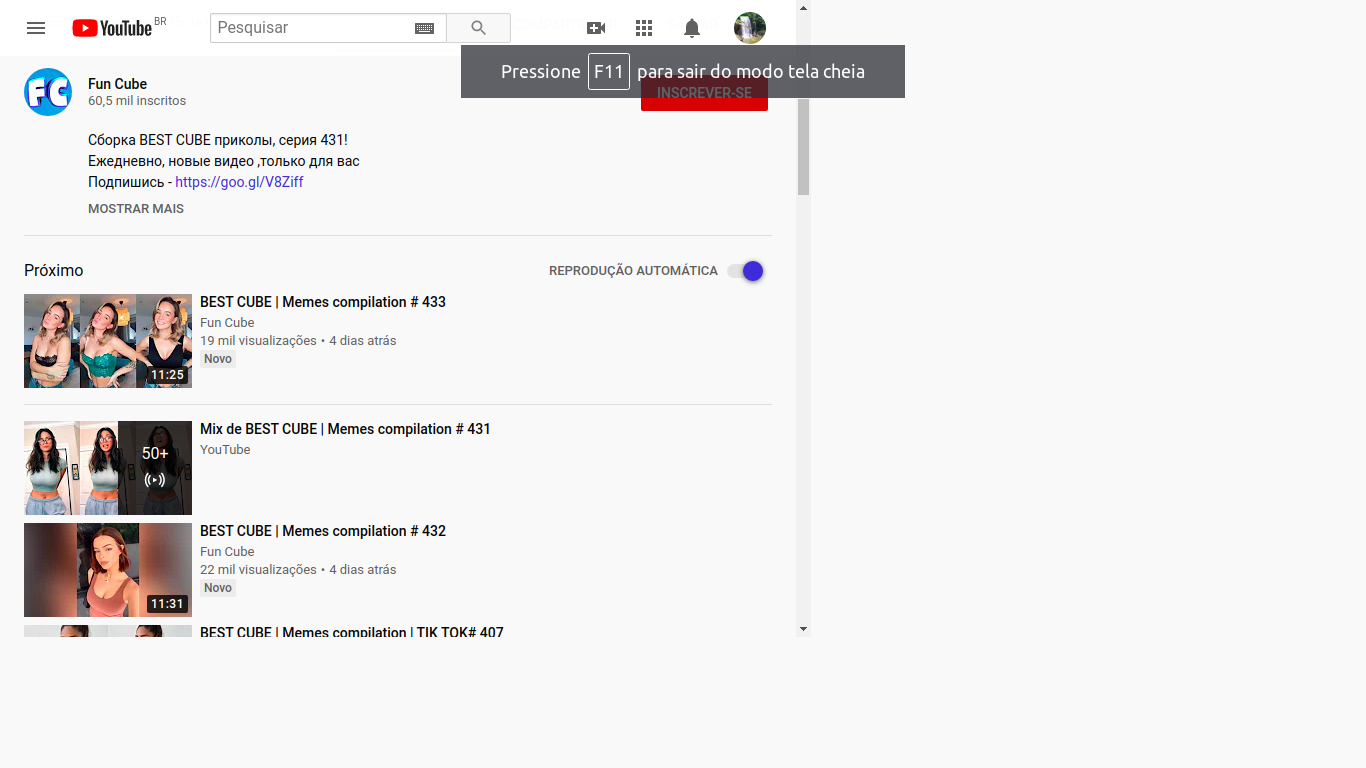 YouTube BR
Pesquisar
Pressione F11 para sair do modo tela cheia
Fun Cube
60,5 mil inscritos
INSCREVER-SE
Сборка BEST CUBE приколы, серия 431!
Ежедневно, новые видео ,только для вас
Подпишись - https://goo.gl/V8Ziff
MOSTRAR MAIS
Próximo
REPRODUÇÃO AUTOMÁTICA
BEST CUBE | Memes compilation # 433
Fun Cube
19 mil visualizações • 4 dias atrás
Novo
11:25
Mix de BEST CUBE | Memes compilation # 431
YouTube
50+
BEST CUBE | Memes compilation # 432
Fun Cube
22 mil visualizações • 4 dias atrás
Novo
11:31
BEST CUBE | Memes compilation | TIK TOK# 407